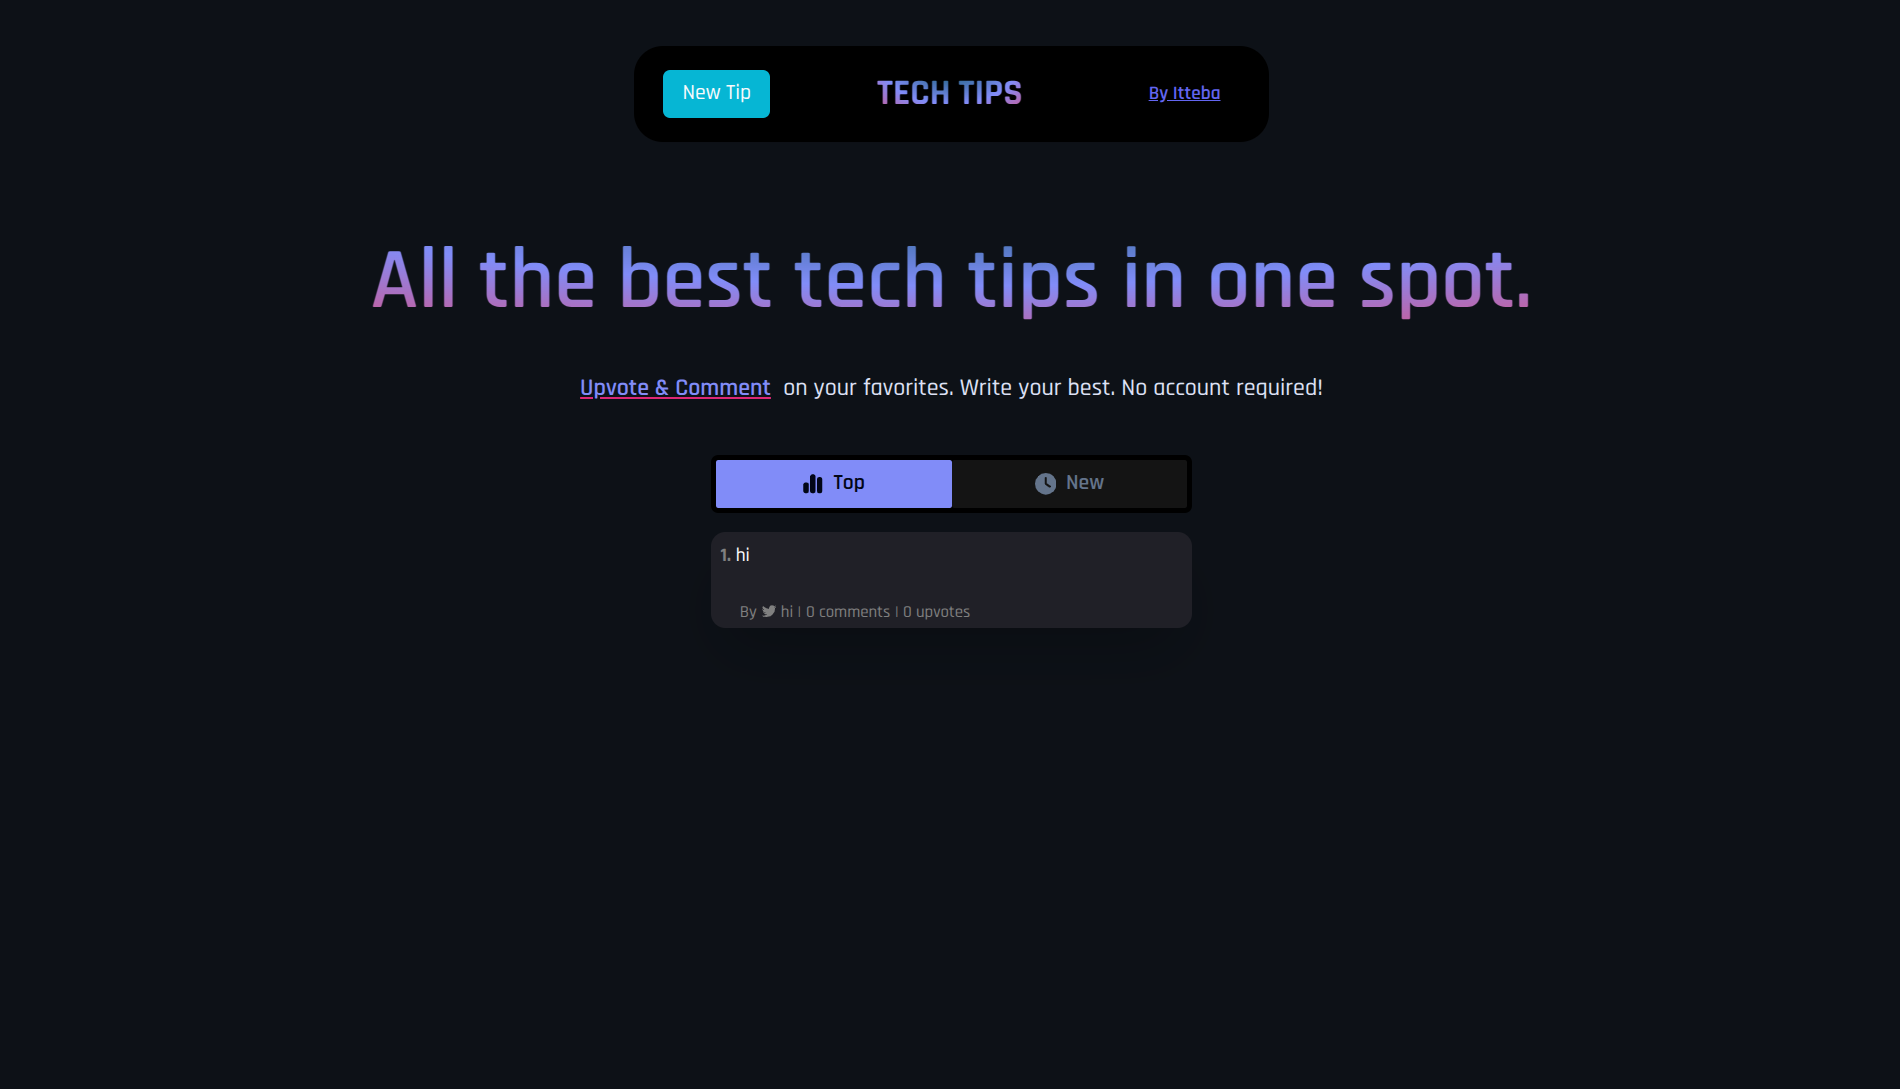 New Tip
TECH TIPS
By Itteba
All the best tech tips in one spot.
Upvote & Comment on your favorites. Write your best. No account required!
Top
New
1. hi
By hi | 0 comments | 0 upvotes